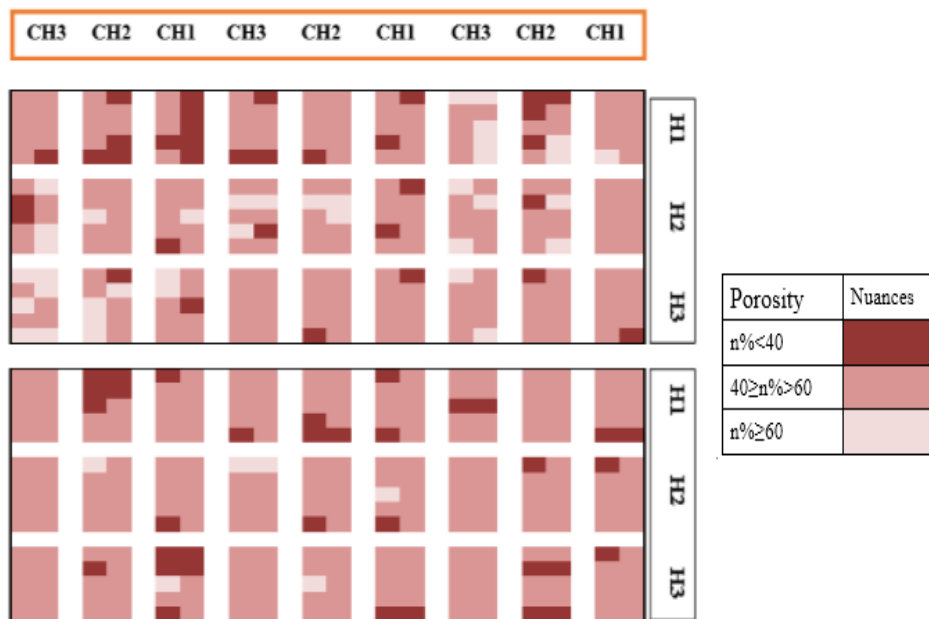 CH3 CH2 CH1 CH3 CH2 CH1 CH3 CH2 CH1
H1
H2
H3
H1
H2
H3
Porosity Nuances
n%<40
40≥n%>60
n%≥60